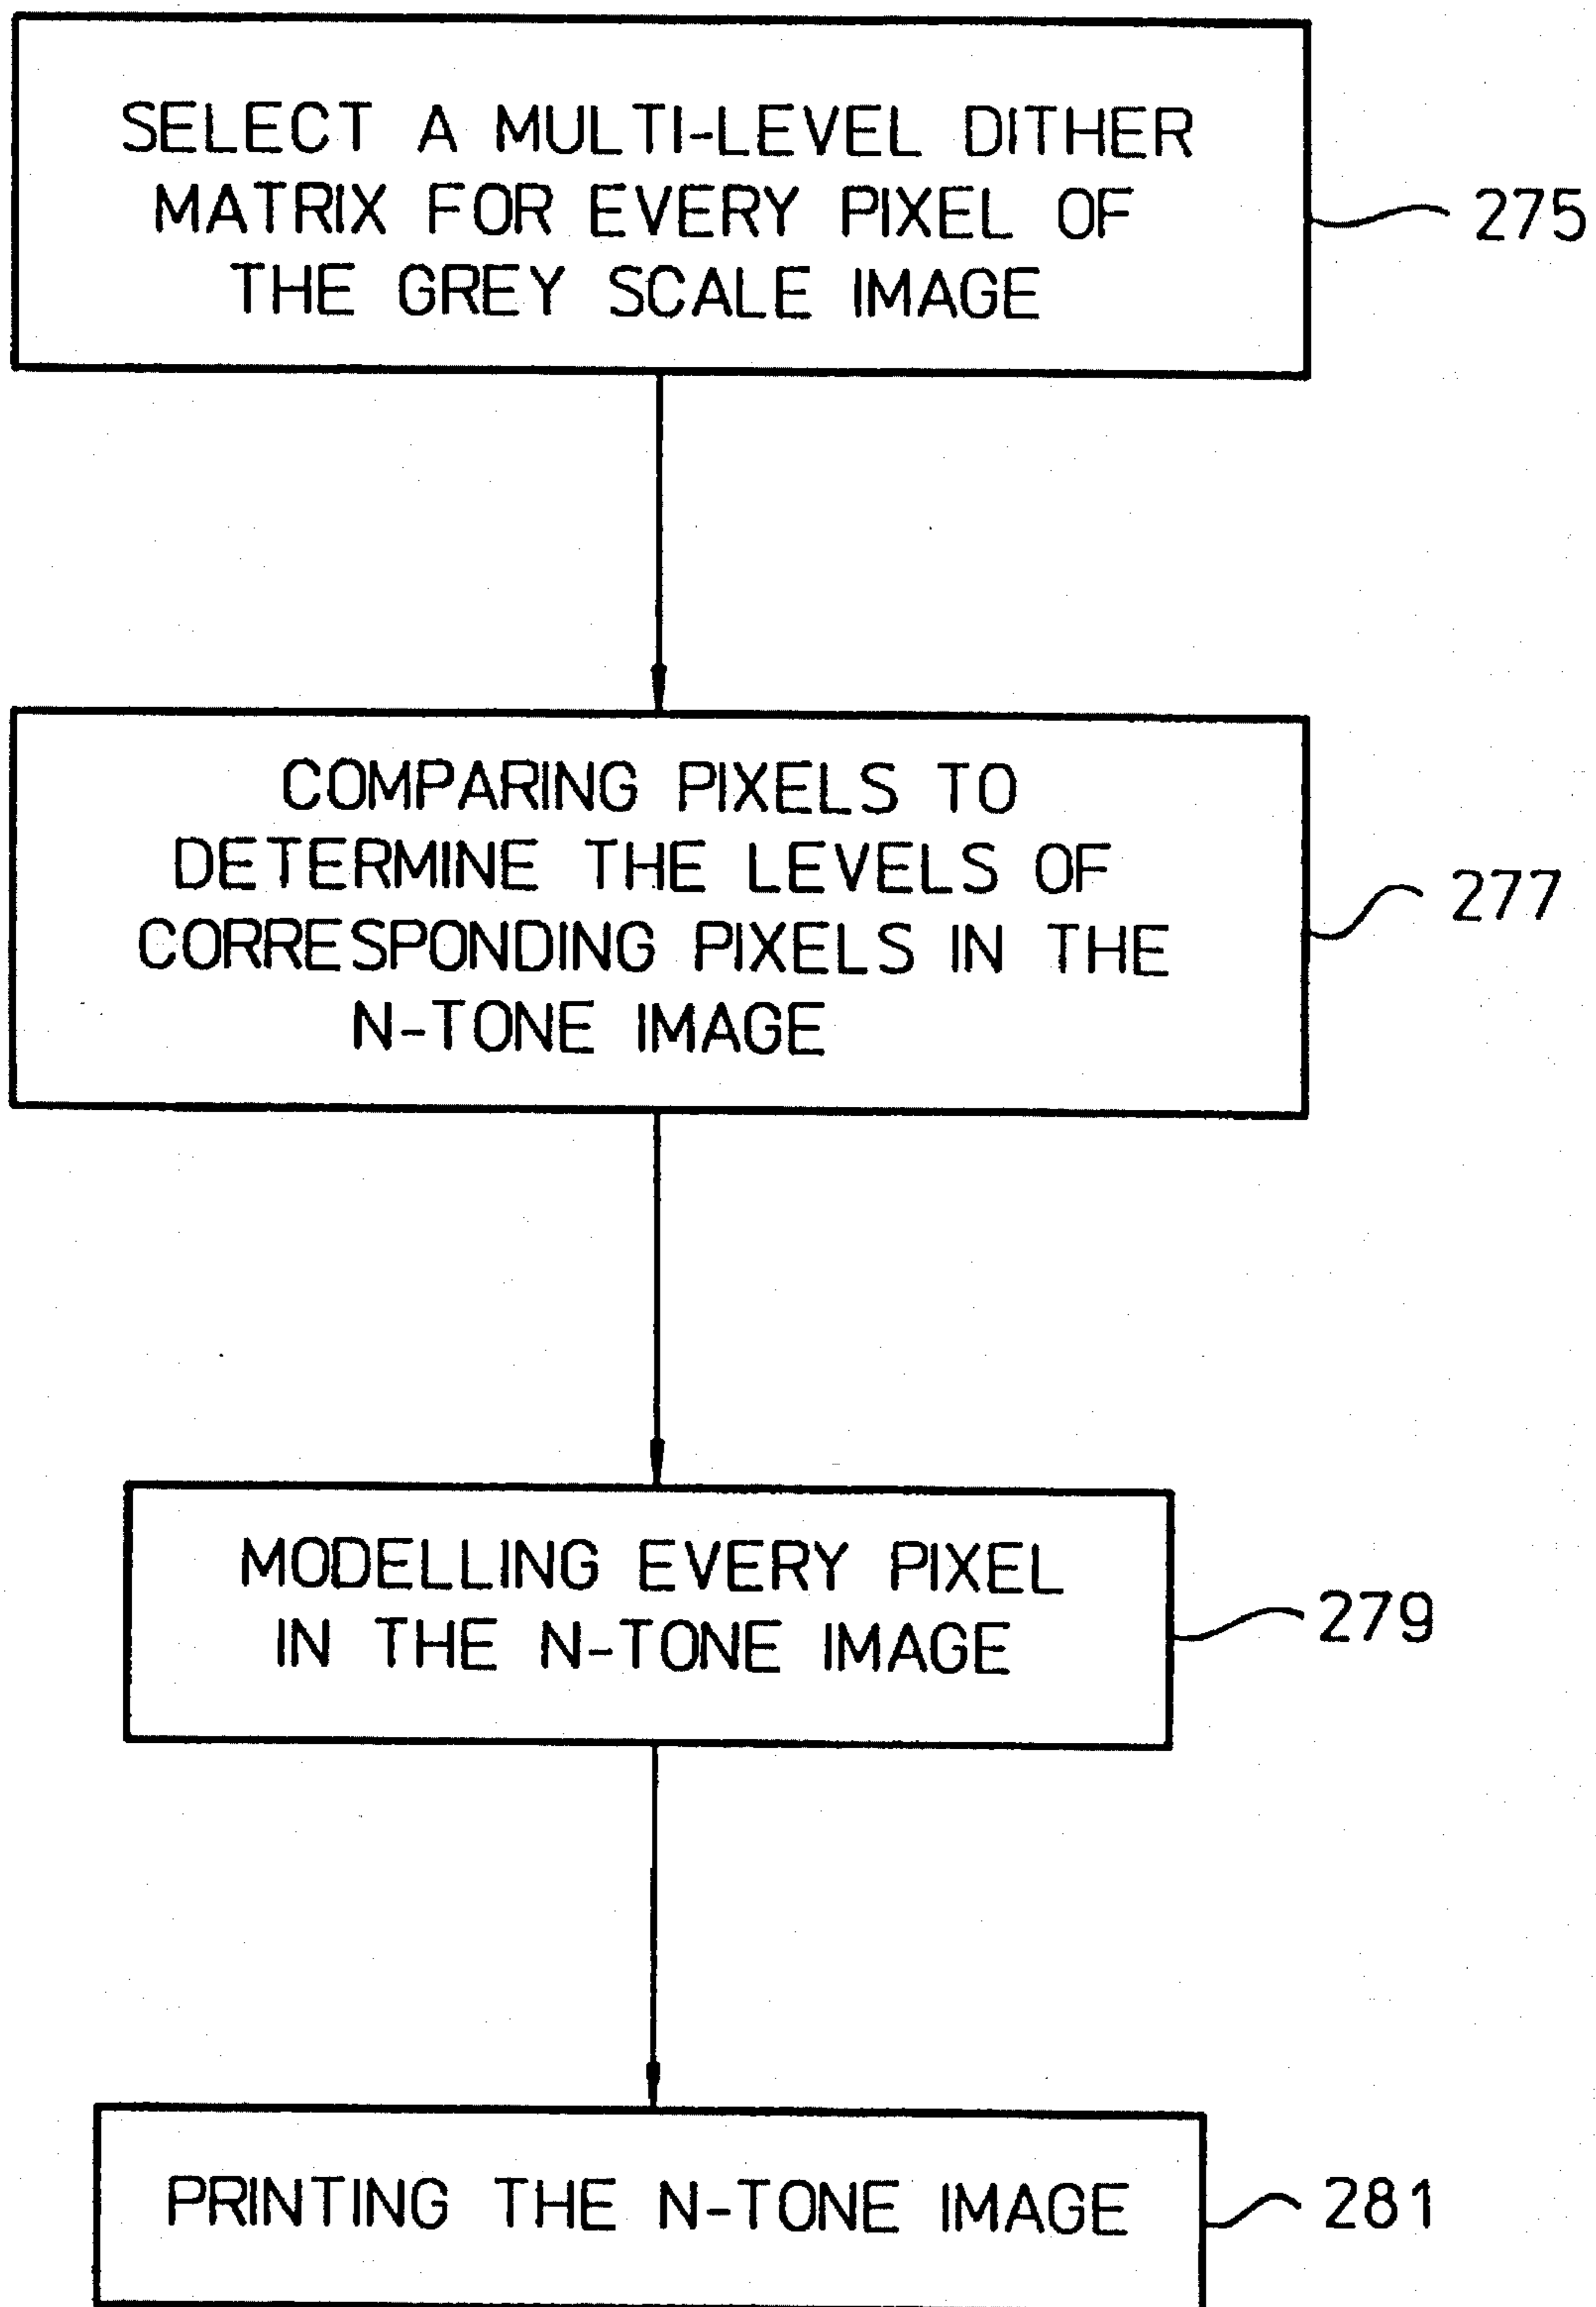 SELECT A MULTI-LEVEL DITHER
MATRIX FOR EVERY PIXEL OF
THE GREY SCALE IMAGE
275
COMPARING PIXELS TO
DETERMINE THE LEVELS OF
CORRESPONDING PIXELS IN THE
N-TONE IMAGE
277
MODELLING EVERY PIXEL
IN THE N-TONE IMAGE
279
PRINTING THE N-TONE IMAGE
281